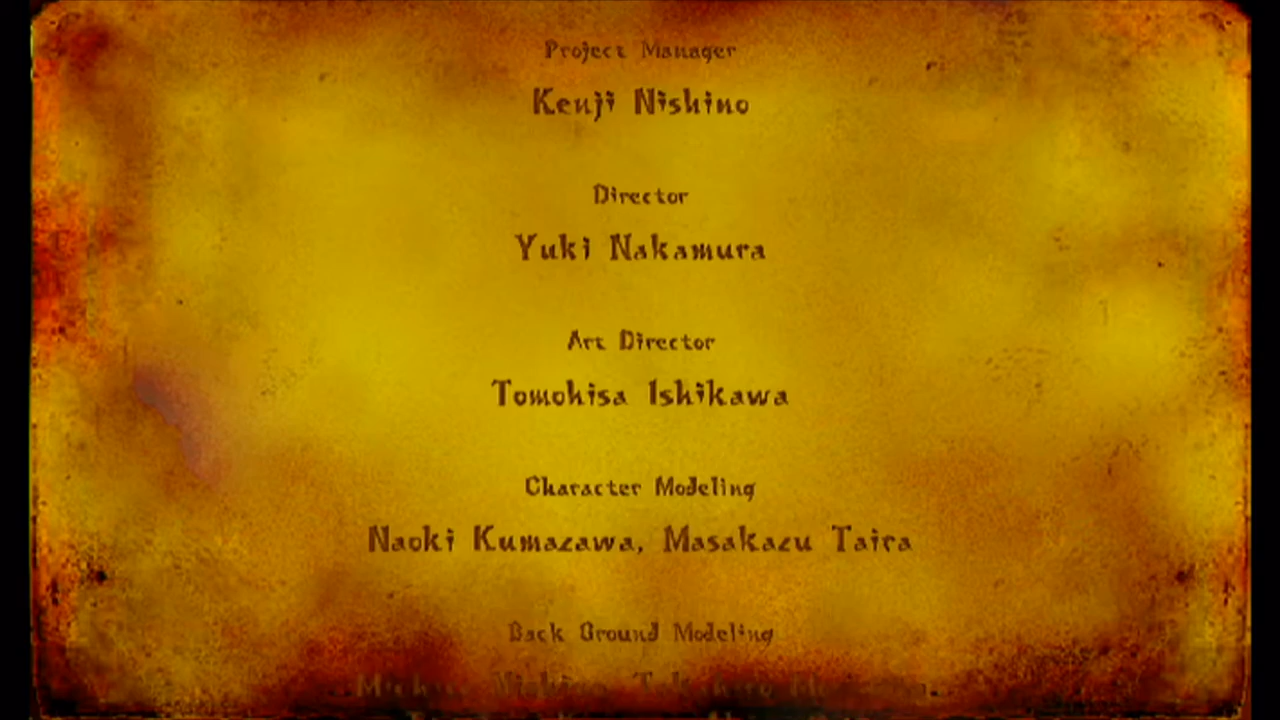 Project Manager
Kenji Nishino
Director
Yuki Nakamura
Art Director
Tomohisa Ishikawa
Character Modeling
Naoki Kumazawa, Masakazu Taira
Back Ground Modeling